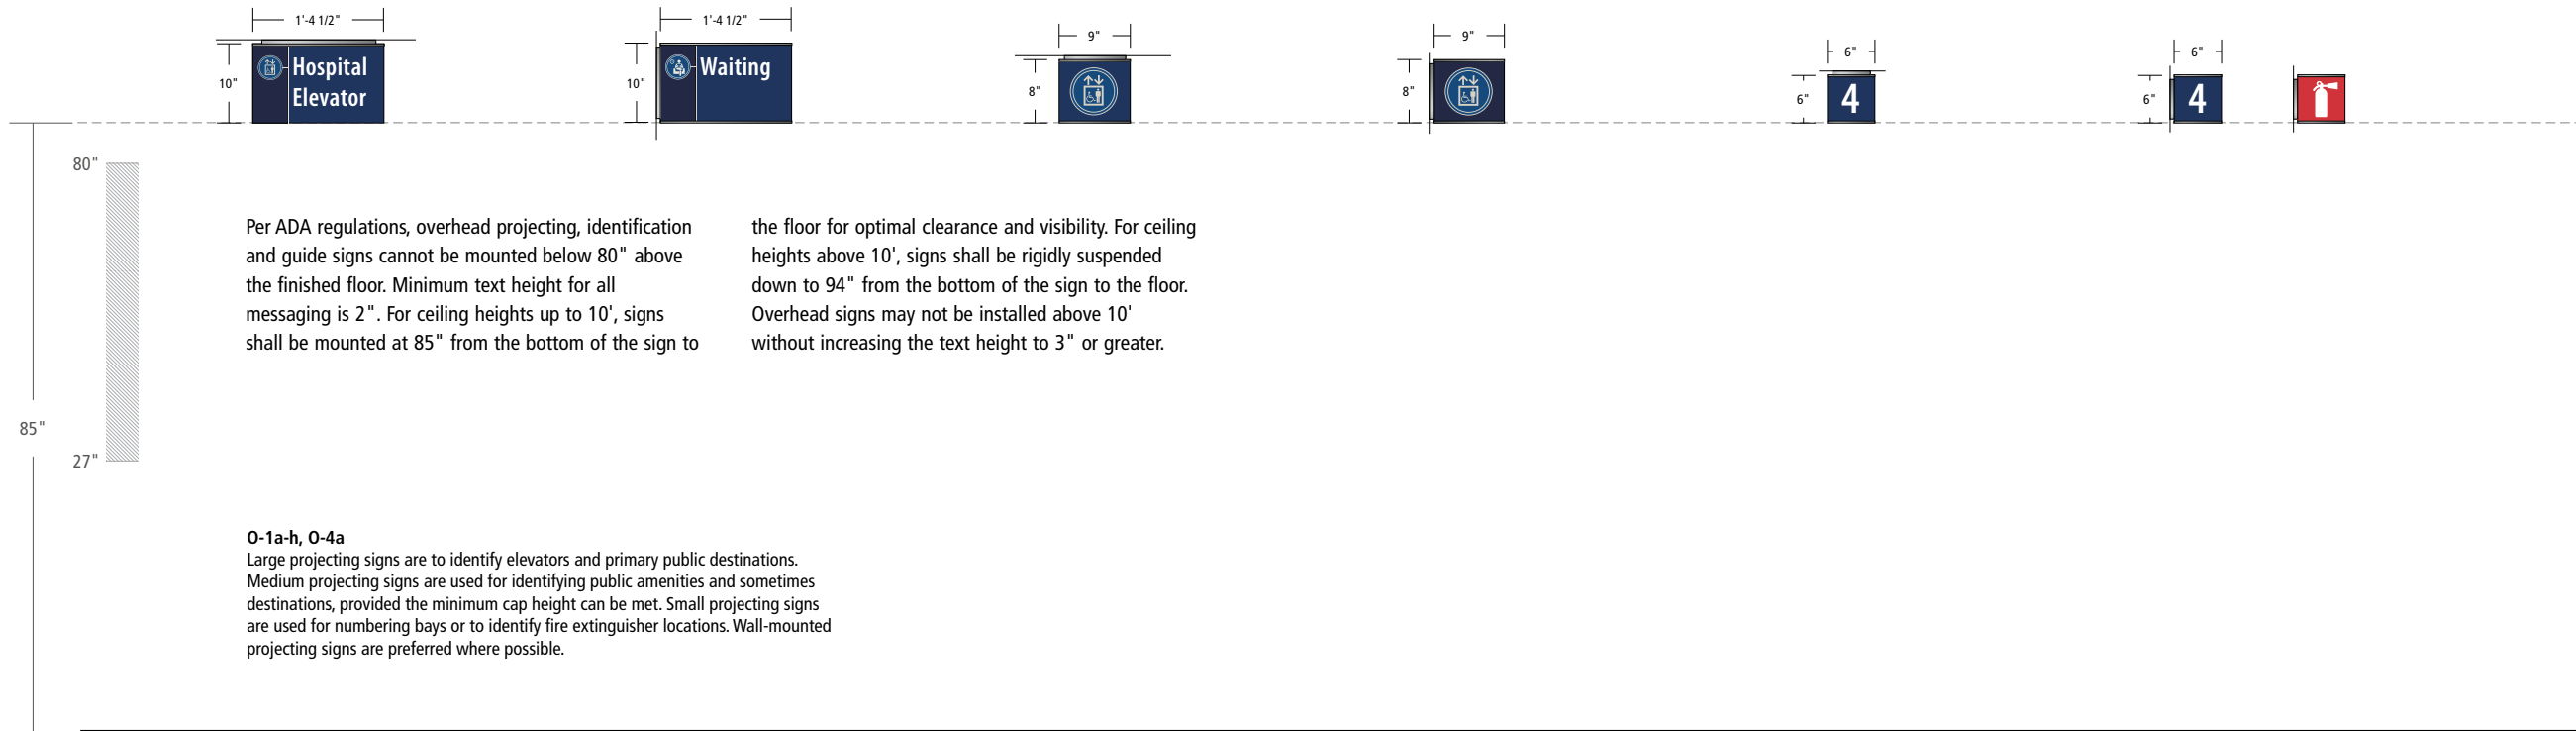 1'-4 1/2"
1'-4 1/2"
9"
9"
6"
6"
10"
Hospital
Elevator
10"
Waiting
8"
8"
6"
4
6"
4
80"
85"
27"
Per ADA regulations, overhead projecting, identification
and guide signs cannot be mounted below 80" above
the finished floor. Minimum text height for all
messaging is 2". For ceiling heights up to 10', signs
shall be mounted at 85" from the bottom of the sign to
the floor for optimal clearance and visibility. For ceiling
heights above 10', signs shall be rigidly suspended
down to 94" from the bottom of the sign to the floor.
Overhead signs may not be installed above 10'
without increasing the text height to 3" or greater.
O-1a-h, O-4a
Large projecting signs are to identify elevators and primary public destinations.
Medium projecting signs are used for identifying public amenities and sometimes
destinations, provided the minimum cap height can be met. Small projecting signs
are used for numbering bays or to identify fire extinguisher locations. Wall-mounted
projecting signs are preferred where possible.